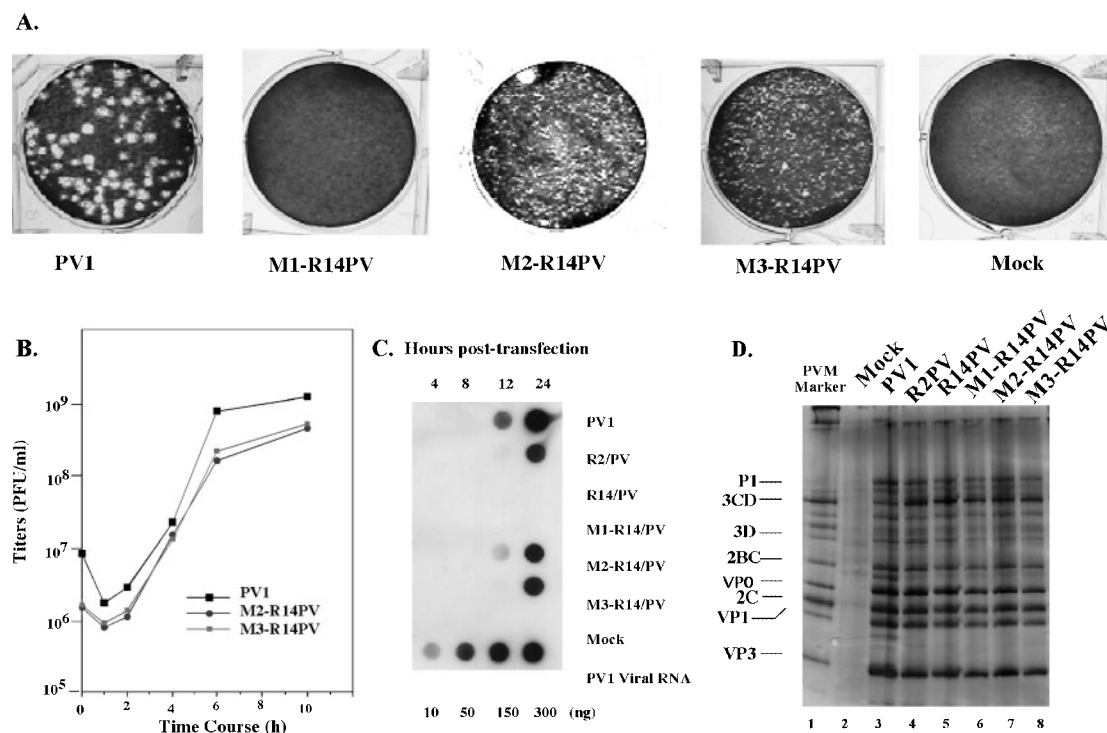 A.
PV1
M1-R14PV
M2-R14PV
M3-R14PV
Mock
B.
Titers (PFU/ml)
10^9
10^8
10^7
10^6
10^5
PV1
M2-R14PV
M3-R14PV
0 2 4 6 8 10
Time Course (h)
C. Hours post-transfection
4 8 12 24
PV1
R2/PV
R14/PV
M1-R14/PV
M2-R14/PV
M3-R14/PV
Mock
PV1 Viral RNA
10 50 150 300 (ng)
D.
PVM
Marker
Mock
PV1
R2PV
R14PV
M1-R14PV
M2-R14PV
M3-R14PV
P1
3CD
3D
2BC
VP0
2C
VP1
VP3
1 2 3 4 5 6 7 8